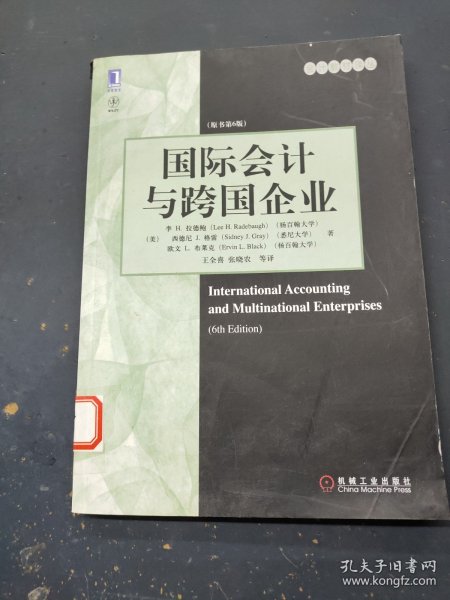 (原书第6版)
国际会计
与跨国企业
李 H. 拉德鲍 (Lee H. Radebaugh) (杨百翰大学)
(美) 西德尼 J. 格雷 (Sidney J. Gray) (悉尼大学) 著
欧文 L. 布莱克 (Ervin L. Black) (杨百翰大学)
王全喜 张晓农 等译
International Accounting
and Multinational Enterprises
(6th Edition)
机械工业出版社
China Machine Press
孔夫子旧书网
www.kongfz.com